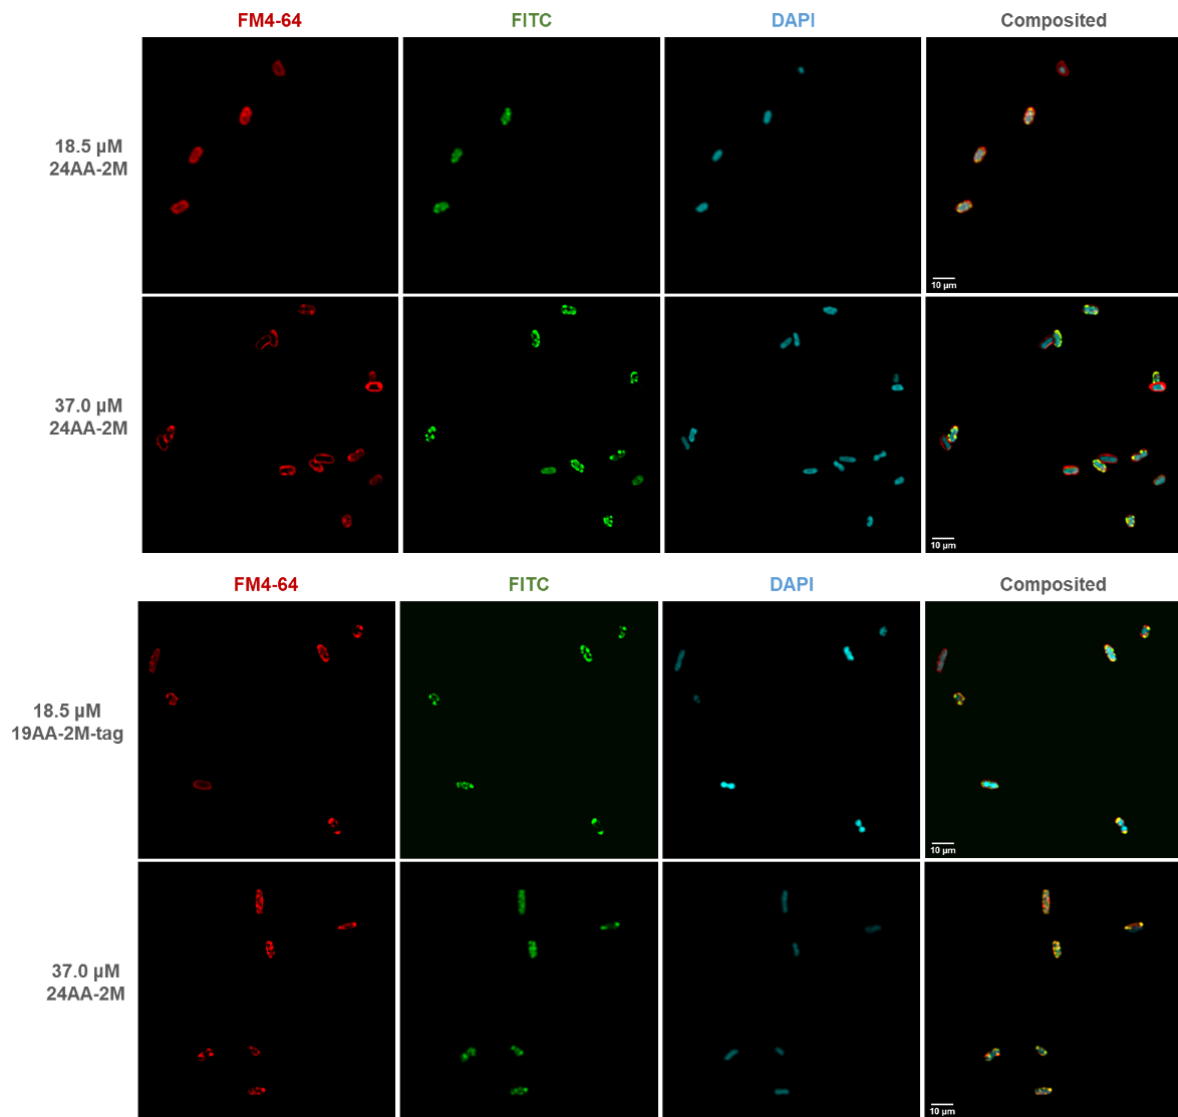 FM4-64 FITC DAPI Composited
18.5 µM
24AA-2M
10 µm
37.0 µM
24AA-2M
10 µm
FM4-64 FITC DAPI Composited
18.5 µM
19AA-2M-tag
10 µm
37.0 µM
24AA-2M
10 µm